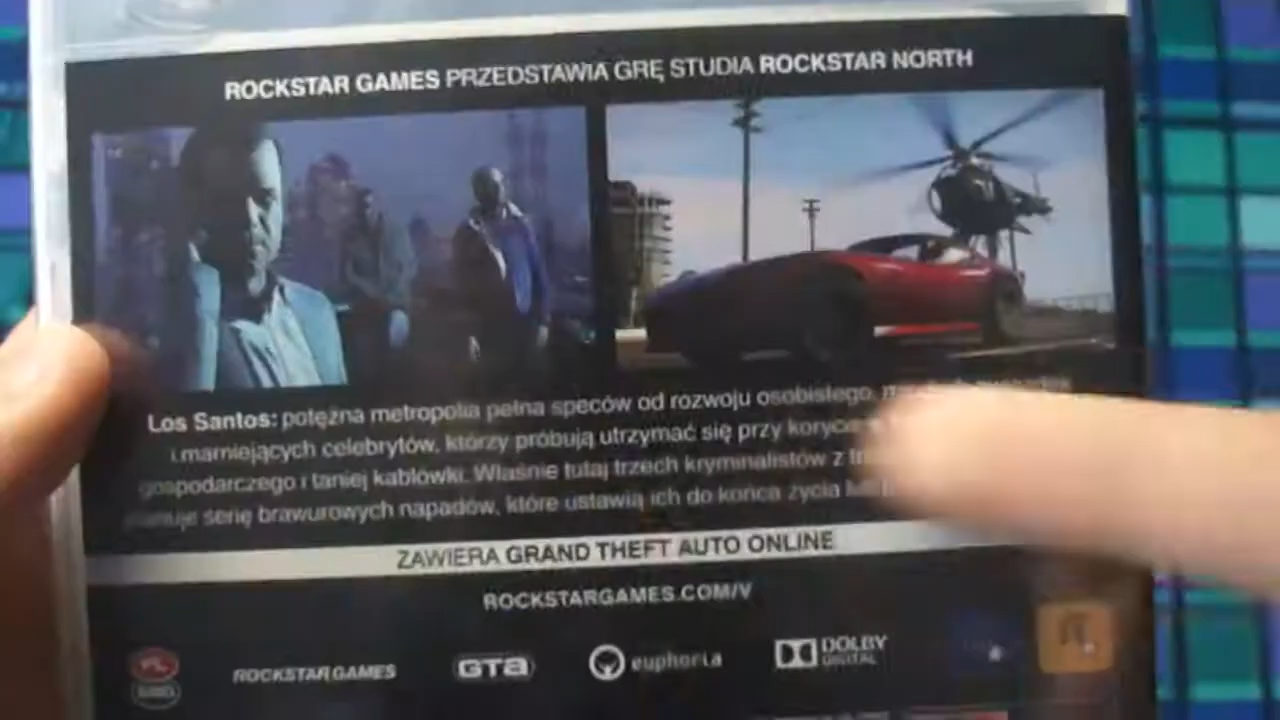 ROCKSTAR GAMES PRZEDSTAWIA GRĘ STUDIA ROCKSTAR NORTH
Los Santos: potężna metropolia pełna speców od rozwoju osobistego,
i marniejących celebrytów, którzy próbują utrzymać się przy korycie
gospodarczego i taniej kablówki. Właśnie tutaj trzech kryminalistów z
planuje serię brawurowych napadów, które ustawią ich do końca życia
ZAWIERA GRAND THEFT AUTO ONLINE
ROCKSTARGAMES.COM/V
ROCKSTAR GAMES
GTA
euphoria
DOLBY
DIGITAL